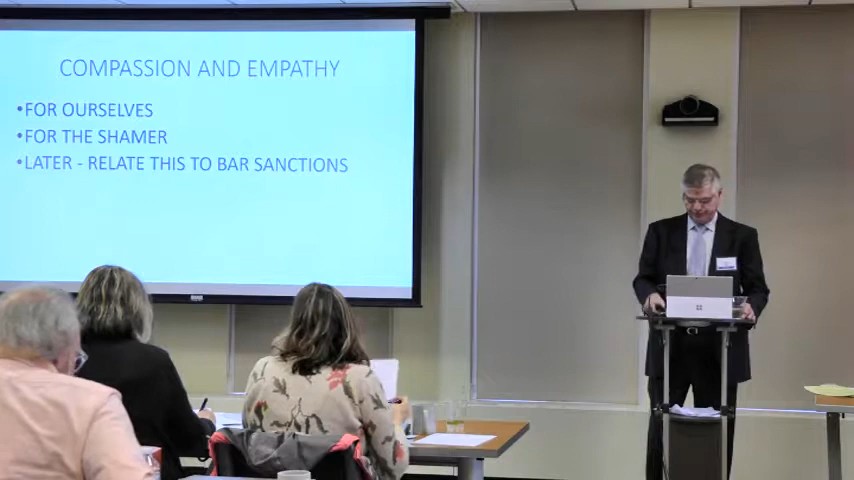 COMPASSION AND EMPATHY
•FOR OURSELVES
•FOR THE SHAMER
•LATER - RELATE THIS TO BAR SANCTIONS